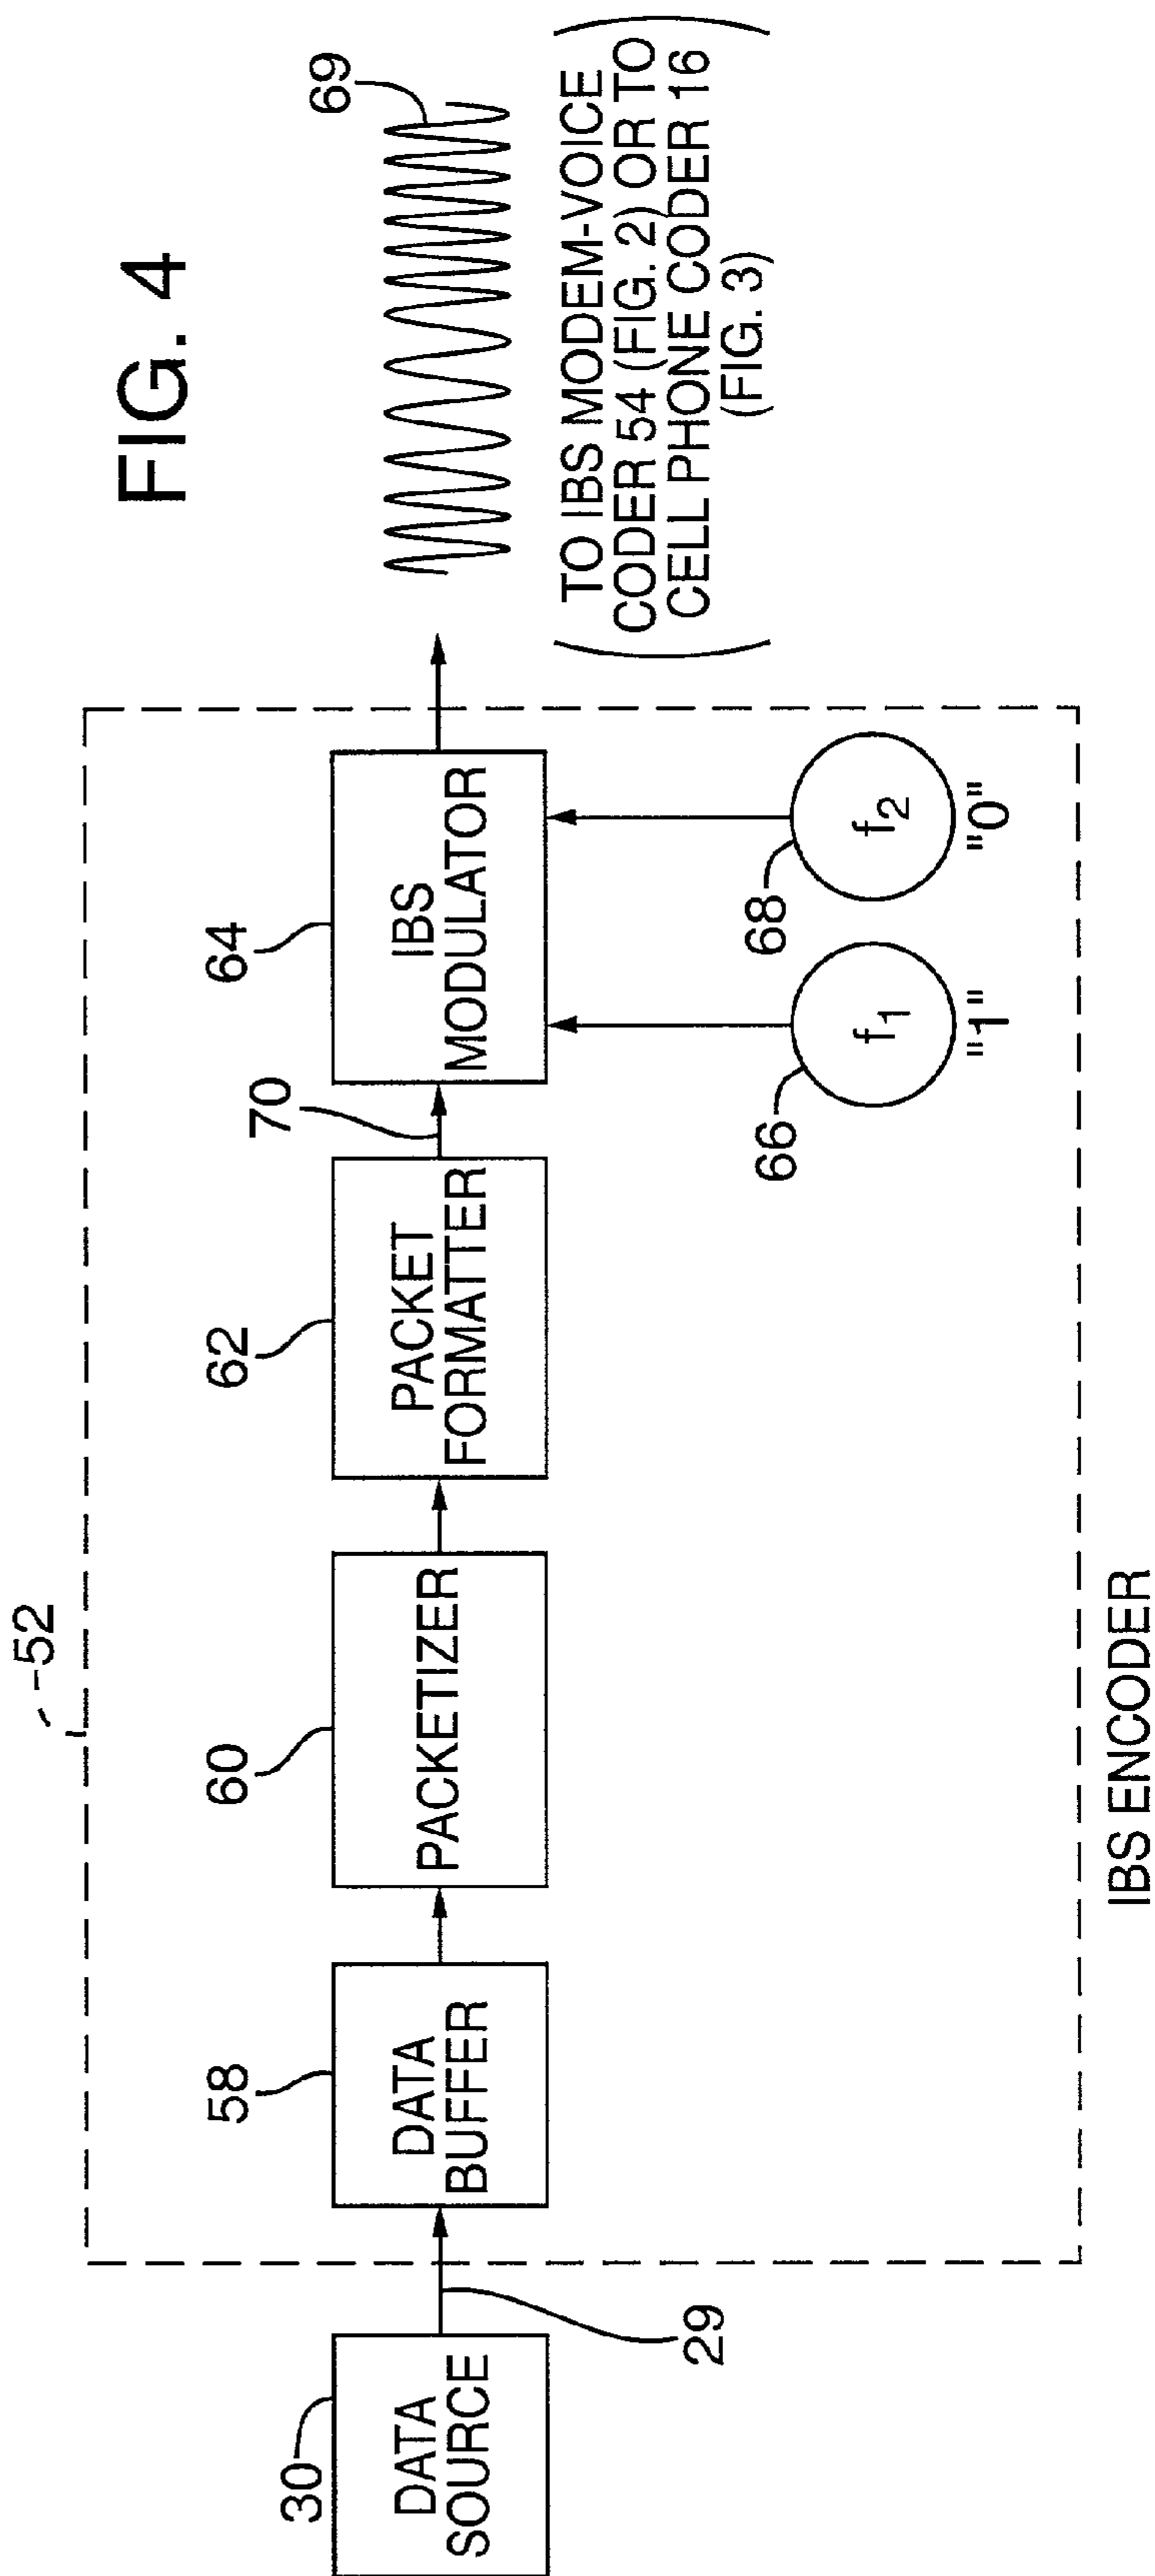 FIG. 4
52
30
DATA
SOURCE
29
58
DATA
BUFFER
60
PACKETIZER
62
PACKET
FORMATTER
70
64
IBS
MODULATOR
66
f1
"1"
68
f2
"0"
69
TO IBS MODEM-VOICE
CODER 54 (FIG. 2) OR TO
CELL PHONE CODER 16
(FIG. 3)
IBS ENCODER